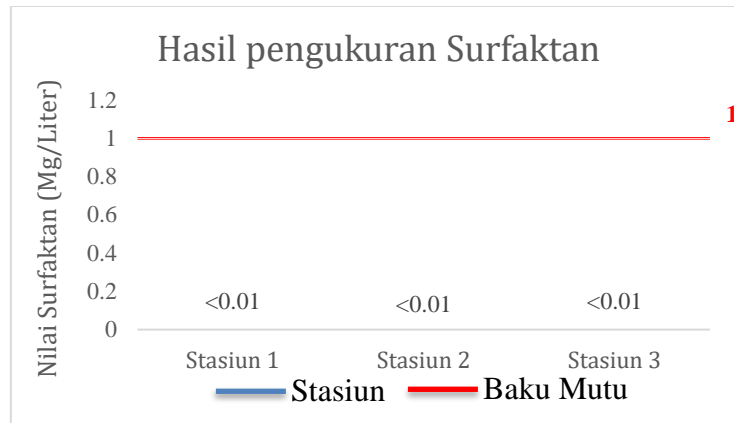 Hasil pengukuran Surfaktan
Nilai Surfaktan (Mg/Liter)
1.2
1
0.8
0.6
0.4
0.2
0
1
<0.01 <0.01 <0.01
Stasiun 1 Stasiun 2 Stasiun 3
Stasiun Baku Mutu